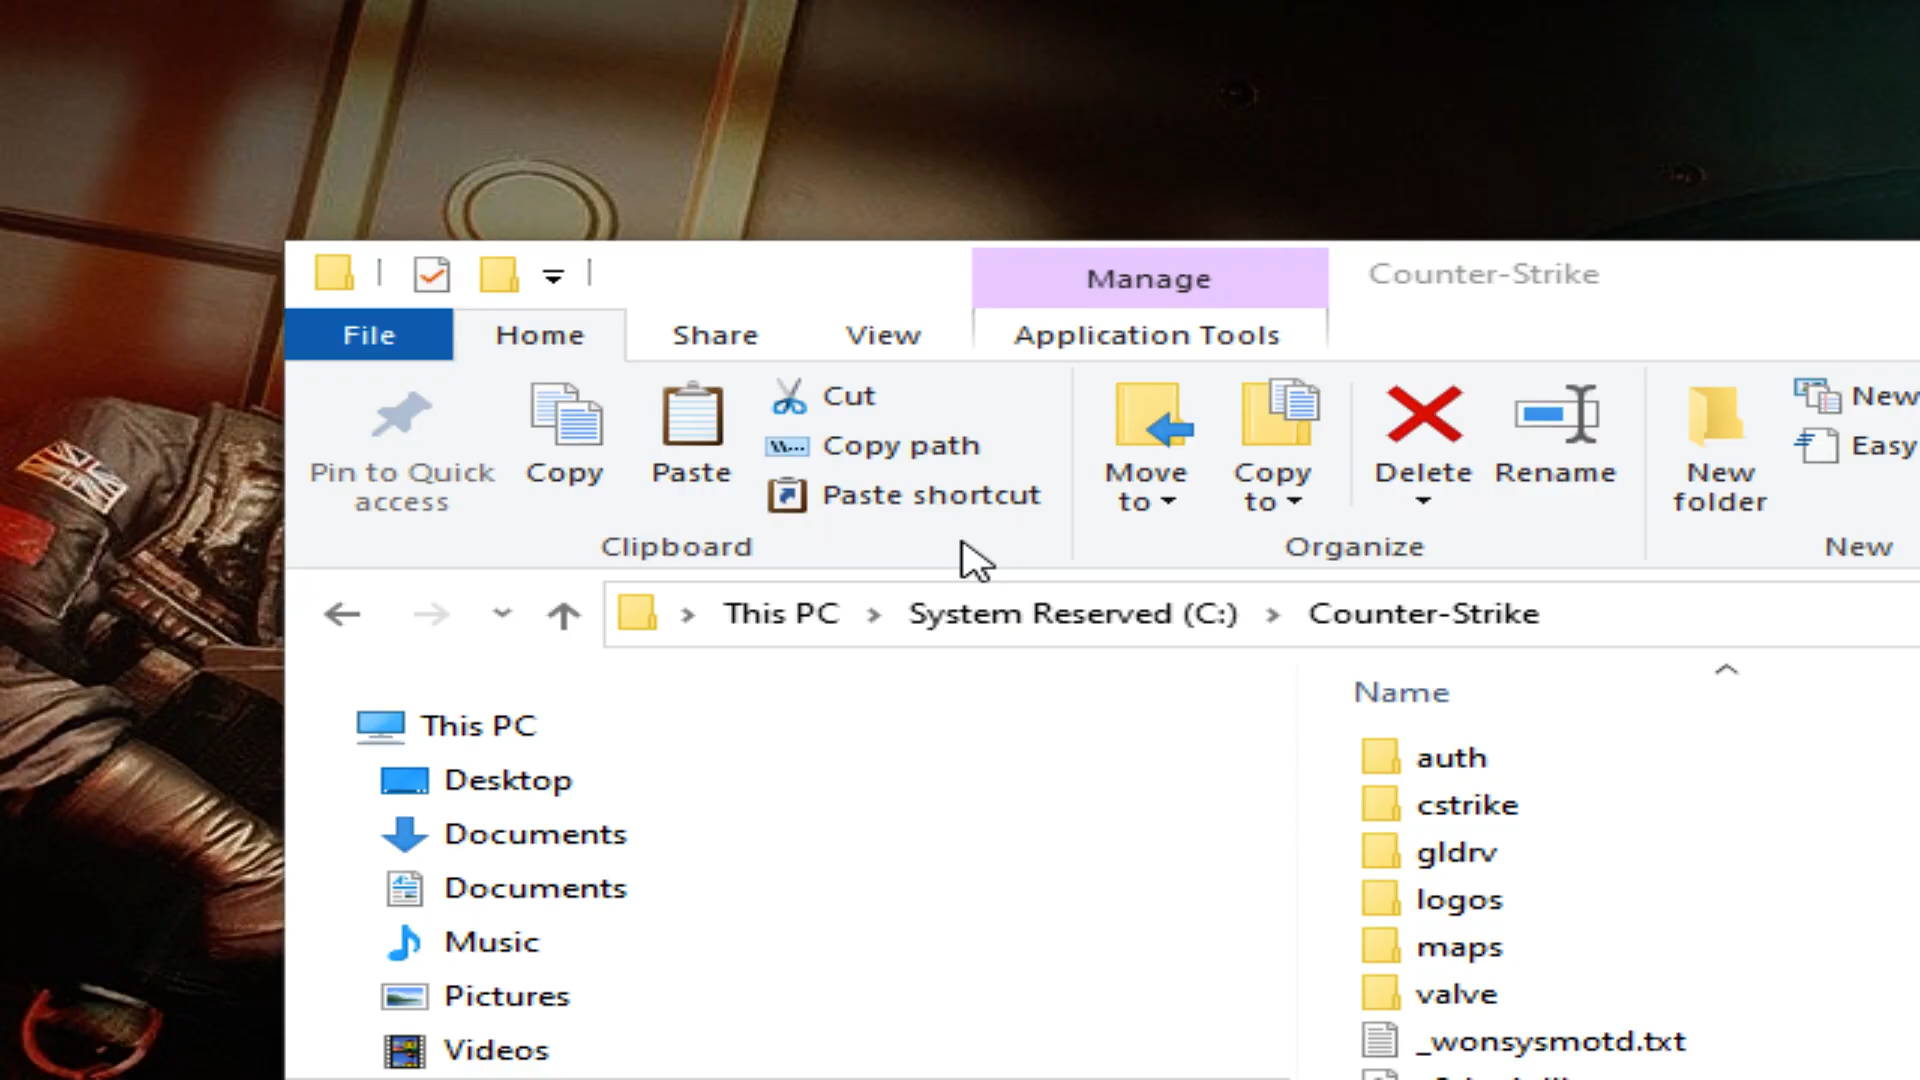 Manage
Counter-Strike
File
Home
Share
View
Application Tools
Pin to Quick
access
Copy
Paste
Cut
Copy path
Paste shortcut
Clipboard
Move
to
Copy
to
Delete
Rename
Organize
New
folder
New
Easy
New
This PC
System Reserved (C:)
Counter-Strike
Name
This PC
Desktop
Documents
Documents
Music
Pictures
Videos
auth
cstrike
gldrv
logos
maps
valve
_wonsysmotd.txt